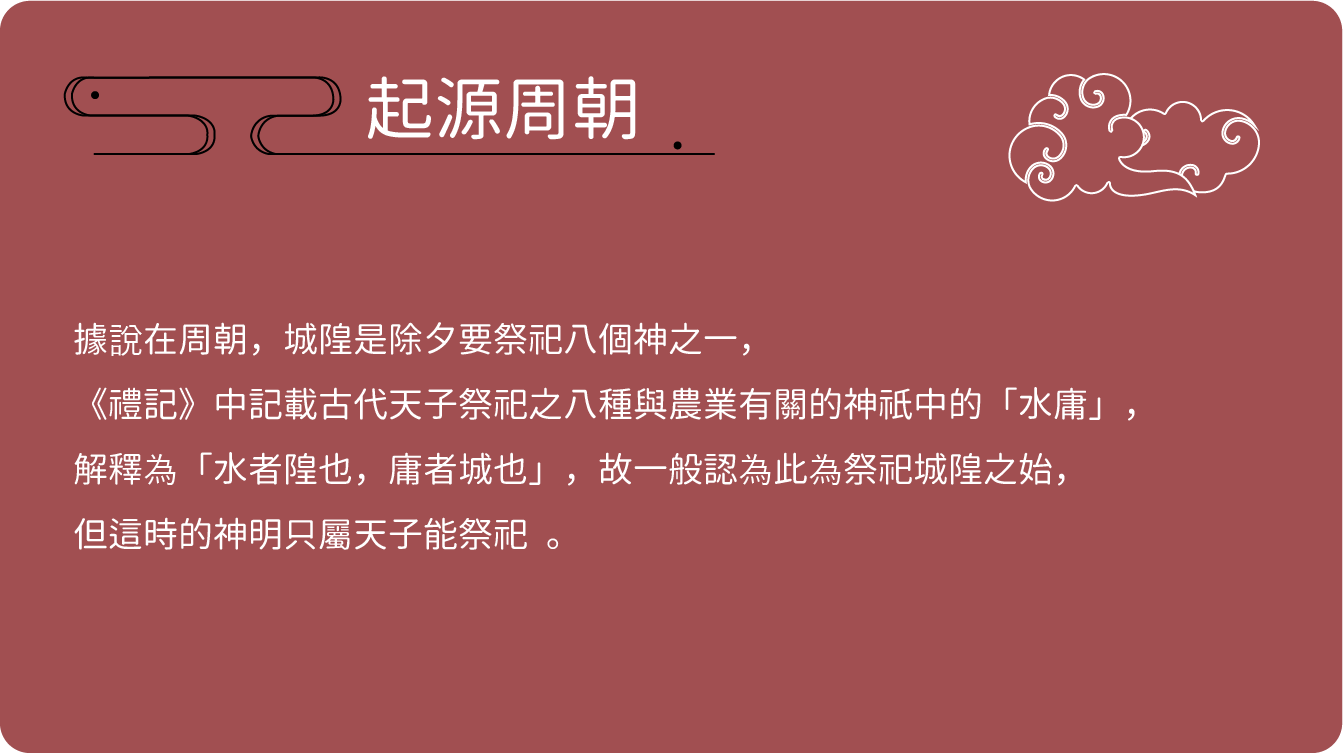 起源周朝
據說在周朝，城隍是除夕要祭祀八個神之一，
《禮記》中記載古代天子祭祀之八種與農業有關的神祇中的「水庸」，
解釋為「水者隍也，庸者城也」，故一般認為此為祭祀城隍之始，
但這時的神明只屬天子能祭祀 。